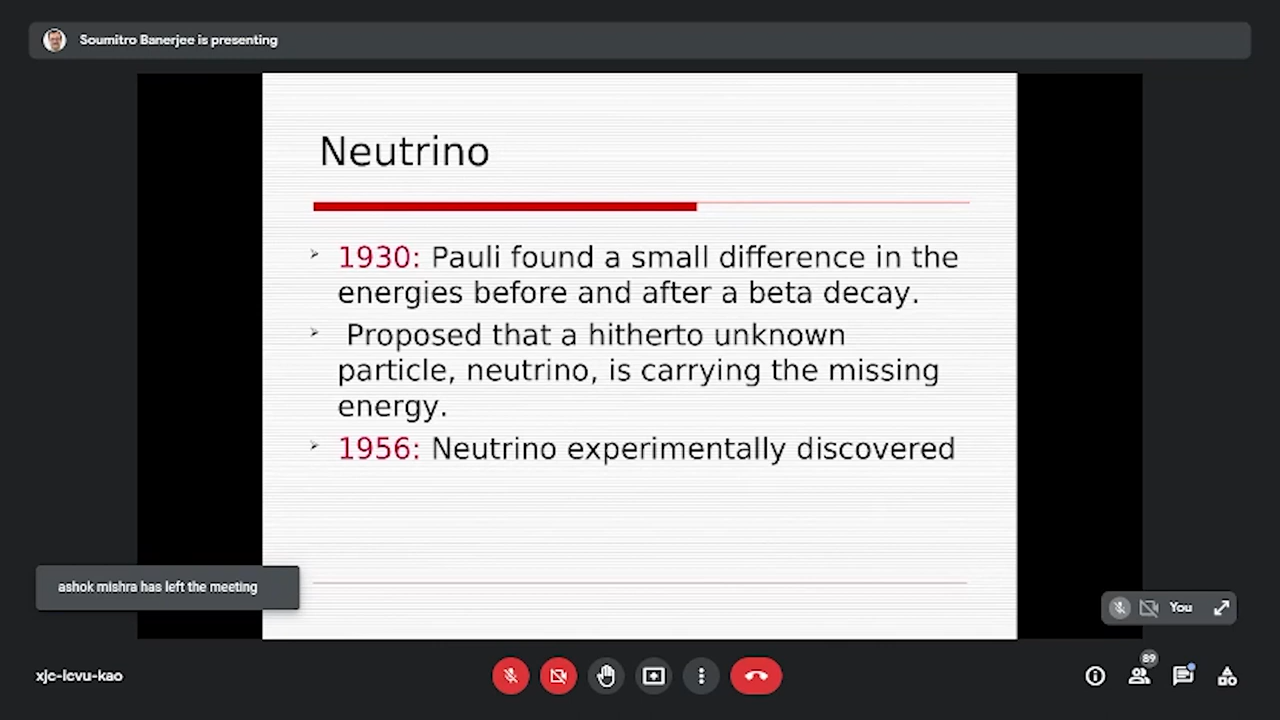 Soumitro Banerjee is presenting
Neutrino
1930: Pauli found a small difference in the
energies before and after a beta decay.
Proposed that a hitherto unknown
particle, neutrino, is carrying the missing
energy.
1956: Neutrino experimentally discovered
ashok mishra has left the meeting
You
xjc-lcvu-kao
89